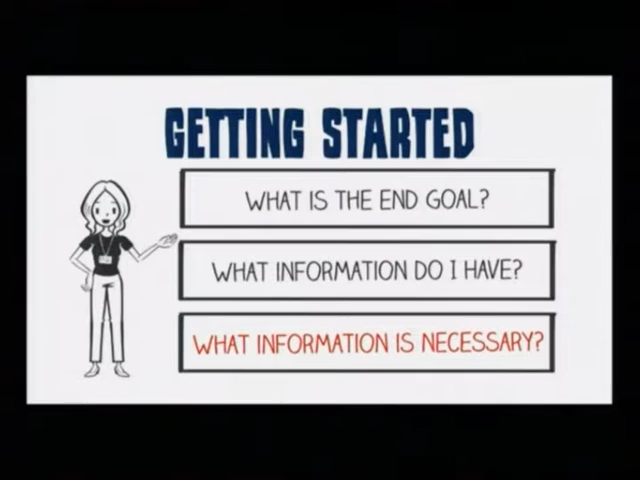 GETTING STARTED
WHAT IS THE END GOAL?
WHAT INFORMATION DO I HAVE?
WHAT INFORMATION IS NECESSARY?